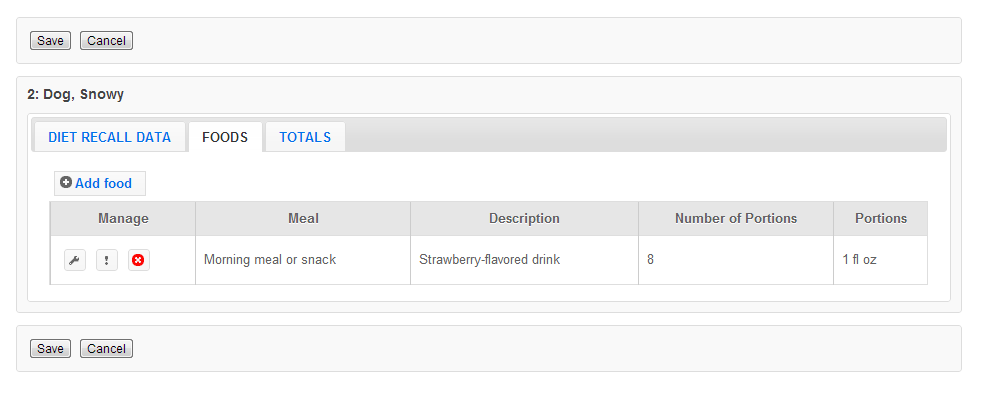 Save Cancel
2: Dog, Snowy
DIET RECALL DATA FOODS TOTALS
Add food
Manage Meal Description Number of Portions Portions
Morning meal or snack Strawberry-flavored drink 8 1 fl oz
Save Cancel